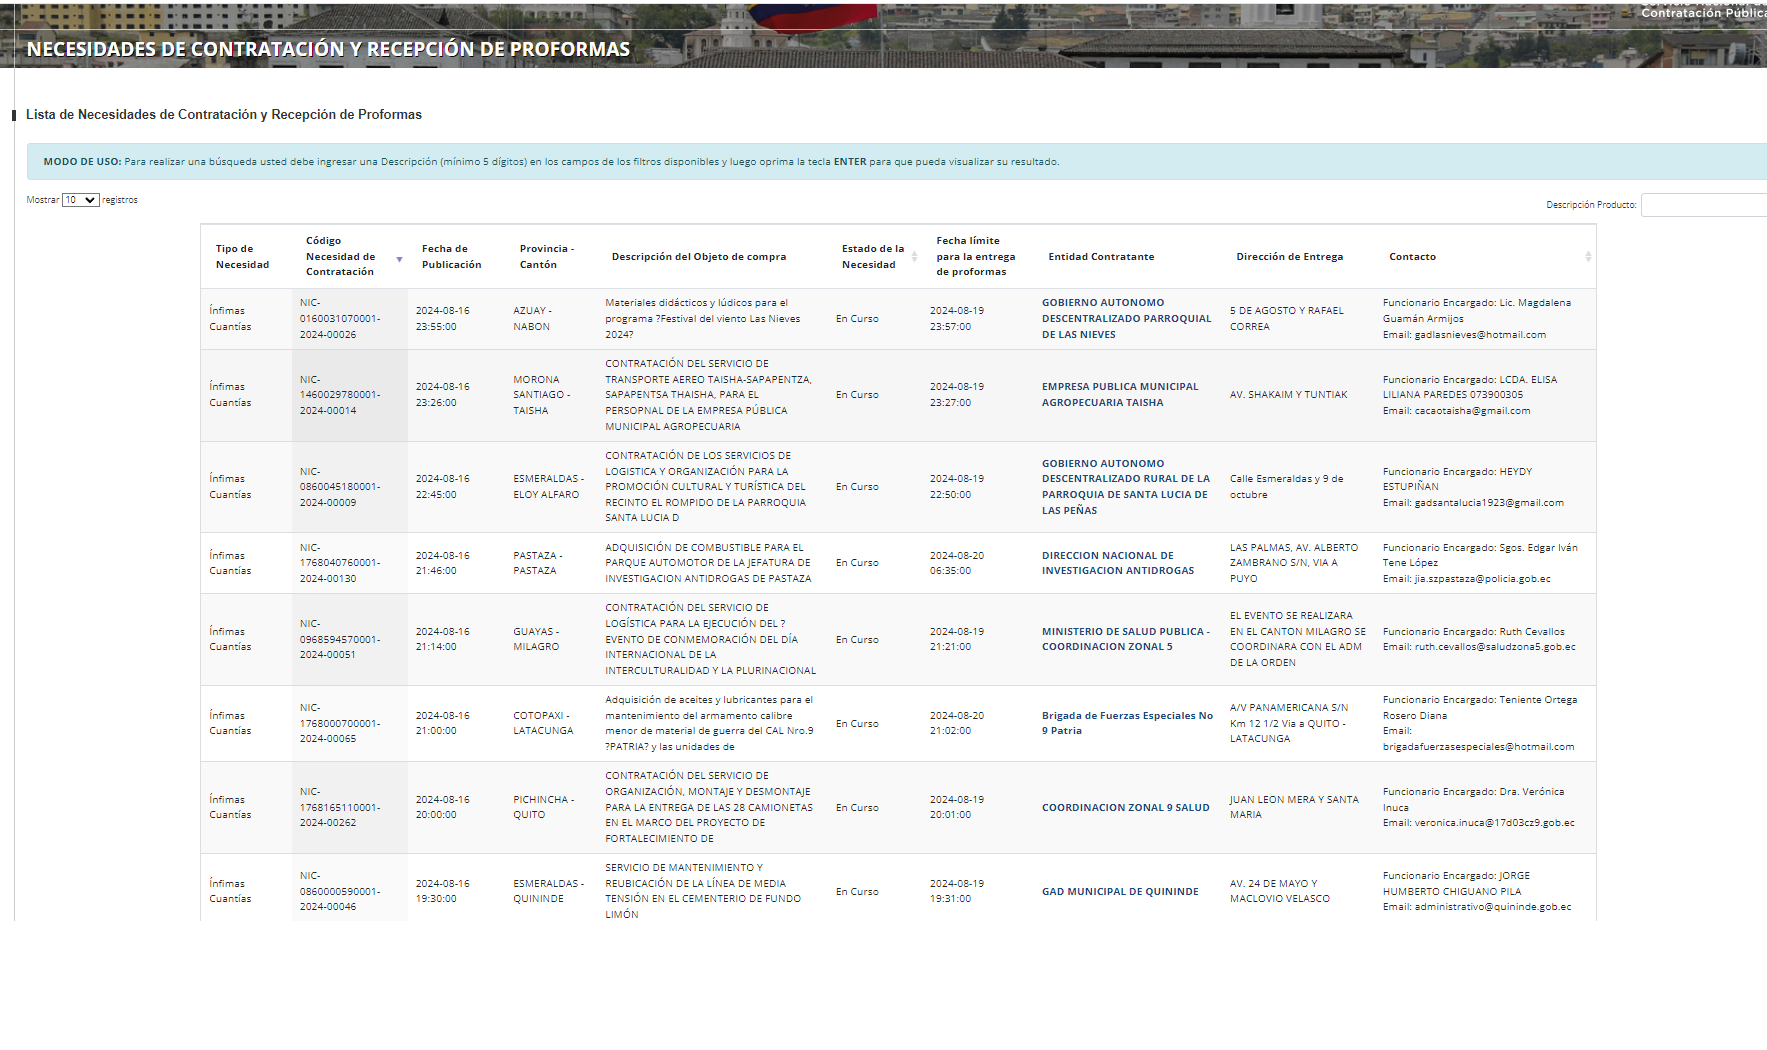 Contratación Pública
NECESIDADES DE CONTRATACIÓN Y RECEPCIÓN DE PROFORMAS
Lista de Necesidades de Contratación y Recepción de Proformas
MODO DE USO: Para realizar una búsqueda usted debe ingresar una Descripción (mínimo 5 dígitos) en los campos de los filtros disponibles y luego oprima la tecla ENTER para que pueda visualizar su resultado.
Mostrar 10 registros
Descripción Producto:
Tipo de
Necesidad
Código
Necesidad de
Contratación
Fecha de
Publicación
Provincia -
Cantón
Descripción del Objeto de compra
Estado de la
Necesidad
Fecha límite
para la entrega
de proformas
Entidad Contratante
Dirección de Entrega
Contacto
Ínfimas
Cuantías
NIC-
0160031070001-
2024-00026
2024-08-16
23:55:00
AZUAY -
NABON
Materiales didácticos y lúdicos para el
programa ?Festival del viento Las Nieves
2024?
En Curso
2024-08-19
23:57:00
GOBIERNO AUTONOMO
DESCENTRALIZADO PARROQUIAL
DE LAS NIEVES
5 DE AGOSTO Y RAFAEL
CORREA
Funcionario Encargado: Lic. Magdalena
Guamán Armijos
Email: gadlasnieves@hotmail.com
Ínfimas
Cuantías
NIC-
1460029780001-
2024-00014
2024-08-16
23:26:00
MORONA
SANTIAGO -
TAISHA
CONTRATACIÓN DEL SERVICIO DE
TRANSPORTE AEREO TAISHA-SAPAPENTZA,
SAPAPENTSA THAISHA, PARA EL
PERSOPNAL DE LA EMPRESA PÚBLICA
MUNICIPAL AGROPECUARIA
En Curso
2024-08-19
23:27:00
EMPRESA PUBLICA MUNICIPAL
AGROPECUARIA TAISHA
AV. SHAKAIM Y TUNTIAK
Funcionario Encargado: LCDA. ELISA
LILIANA PAREDES 073900305
Email: cacaotaisha@gmail.com
Ínfimas
Cuantías
NIC-
0860045180001-
2024-00009
2024-08-16
22:45:00
ESMERALDAS -
ELOY ALFARO
CONTRATACIÓN DE LOS SERVICIOS DE
LOGISTICA Y ORGANIZACIÓN PARA LA
PROMOCIÓN CULTURAL Y TURÍSTICA DEL
RECINTO EL ROMPIDO DE LA PARROQUIA
SANTA LUCIA D
En Curso
2024-08-19
22:50:00
GOBIERNO AUTONOMO
DESCENTRALIZADO RURAL DE LA
PARROQUIA DE SANTA LUCIA DE
LAS PEÑAS
Calle Esmeraldas y 9 de
octubre
Funcionario Encargado: HEYDY
ESTUPIÑAN
Email: gadsantalucia1923@gmail.com
Ínfimas
Cuantías
NIC-
1768040760001-
2024-00130
2024-08-16
21:46:00
PASTAZA -
PASTAZA
ADQUISICIÓN DE COMBUSTIBLE PARA EL
PARQUE AUTOMOTOR DE LA JEFATURA DE
INVESTIGACION ANTIDROGAS DE PASTAZA
En Curso
2024-08-20
06:35:00
DIRECCION NACIONAL DE
INVESTIGACION ANTIDROGAS
LAS PALMAS, AV. ALBERTO
ZAMBRANO S/N, VIA A
PUYO
Funcionario Encargado: Sgos. Edgar Iván
Tene López
Email: jia.szpastaza@policia.gob.ec
Ínfimas
Cuantías
NIC-
0968594570001-
2024-00051
2024-08-16
21:14:00
GUAYAS -
MILAGRO
CONTRATACIÓN DEL SERVICIO DE
LOGÍSTICA PARA LA EJECUCIÓN DEL ?
EVENTO DE CONMEMORACIÓN DEL DÍA
INTERNACIONAL DE LA
INTERCULTURALIDAD Y LA PLURINACIONAL
En Curso
2024-08-19
21:21:00
MINISTERIO DE SALUD PUBLICA -
COORDINACION ZONAL 5
EL EVENTO SE REALIZARA
EN EL CANTON MILAGRO SE
COORDINARA CON EL ADM
DE LA ORDEN
Funcionario Encargado: Ruth Cevallos
Email: ruth.cevallos@saludzona5.gob.ec
Ínfimas
Cuantías
NIC-
1768000700001-
2024-00065
2024-08-16
21:00:00
COTOPAXI -
LATACUNGA
Adquisición de aceites y lubricantes para el
mantenimiento del armamento calibre
menor de material de guerra del CAL Nro.9
?PATRIA? y las unidades de
En Curso
2024-08-20
21:02:00
Brigada de Fuerzas Especiales No
9 Patria
A/V PANAMERICANA S/N
Km 12 1/2 Via a QUITO -
LATACUNGA
Funcionario Encargado: Teniente Ortega
Rosero Diana
Email:
brigadafuerzasespeciales@hotmail.com
Ínfimas
Cuantías
NIC-
1768165110001-
2024-00262
2024-08-16
20:00:00
PICHINCHA -
QUITO
CONTRATACIÓN DEL SERVICIO DE
ORGANIZACIÓN, MONTAJE Y DESMONTAJE
PARA LA ENTREGA DE LAS 28 CAMIONETAS
EN EL MARCO DEL PROYECTO DE
FORTALECIMIENTO DE
En Curso
2024-08-19
20:01:00
COORDINACION ZONAL 9 SALUD
JUAN LEON MERA Y SANTA
MARIA
Funcionario Encargado: Dra. Verónica
Inuca
Email: veronica.inuca@17d03cz9.gob.ec
Ínfimas
Cuantías
NIC-
0860000590001-
2024-00046
2024-08-16
19:30:00
ESMERALDAS -
QUININDE
SERVICIO DE MANTENIMIENTO Y
REUBICACIÓN DE LA LÍNEA DE MEDIA
TENSIÓN EN EL CEMENTERIO DE FUNDO
LIMÓN
En Curso
2024-08-19
19:31:00
GAD MUNICIPAL DE QUININDE
AV. 24 DE MAYO Y
MACLOVIO VELASCO
Funcionario Encargado: JORGE
HUMBERTO CHIGUANO PILA
Email: administrativo@quininde.gob.ec